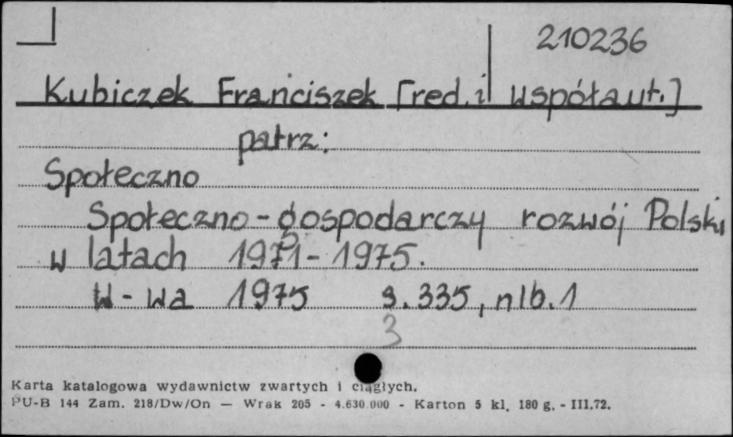 210236
Kubiczek Franciszek [red. i współaut.]
patrz:
Społeczno
Społeczno-gospodarczy rozwój Polski
w latach 1971-1975.
W-wa 1975 s. 335, nlb. 1
3
Karta katalogowa wydawnictw zwartych i ciągłych.
PU-B 144 Zam. 218/Dw/On — Wrak 205 - 4.630.000 - Karton 5 kl. 180 g. - III.72.